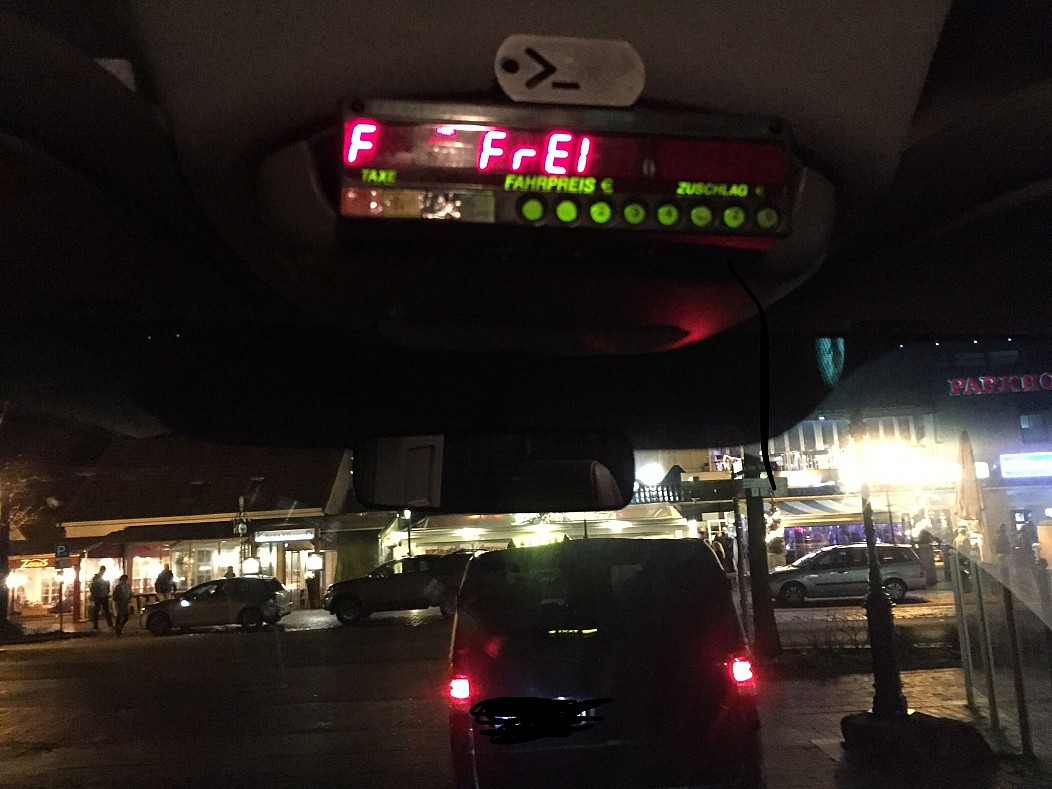 >_
F FrEI
TAXE FAHRPREIS € ZUSCHLAG €
PARKHO
P